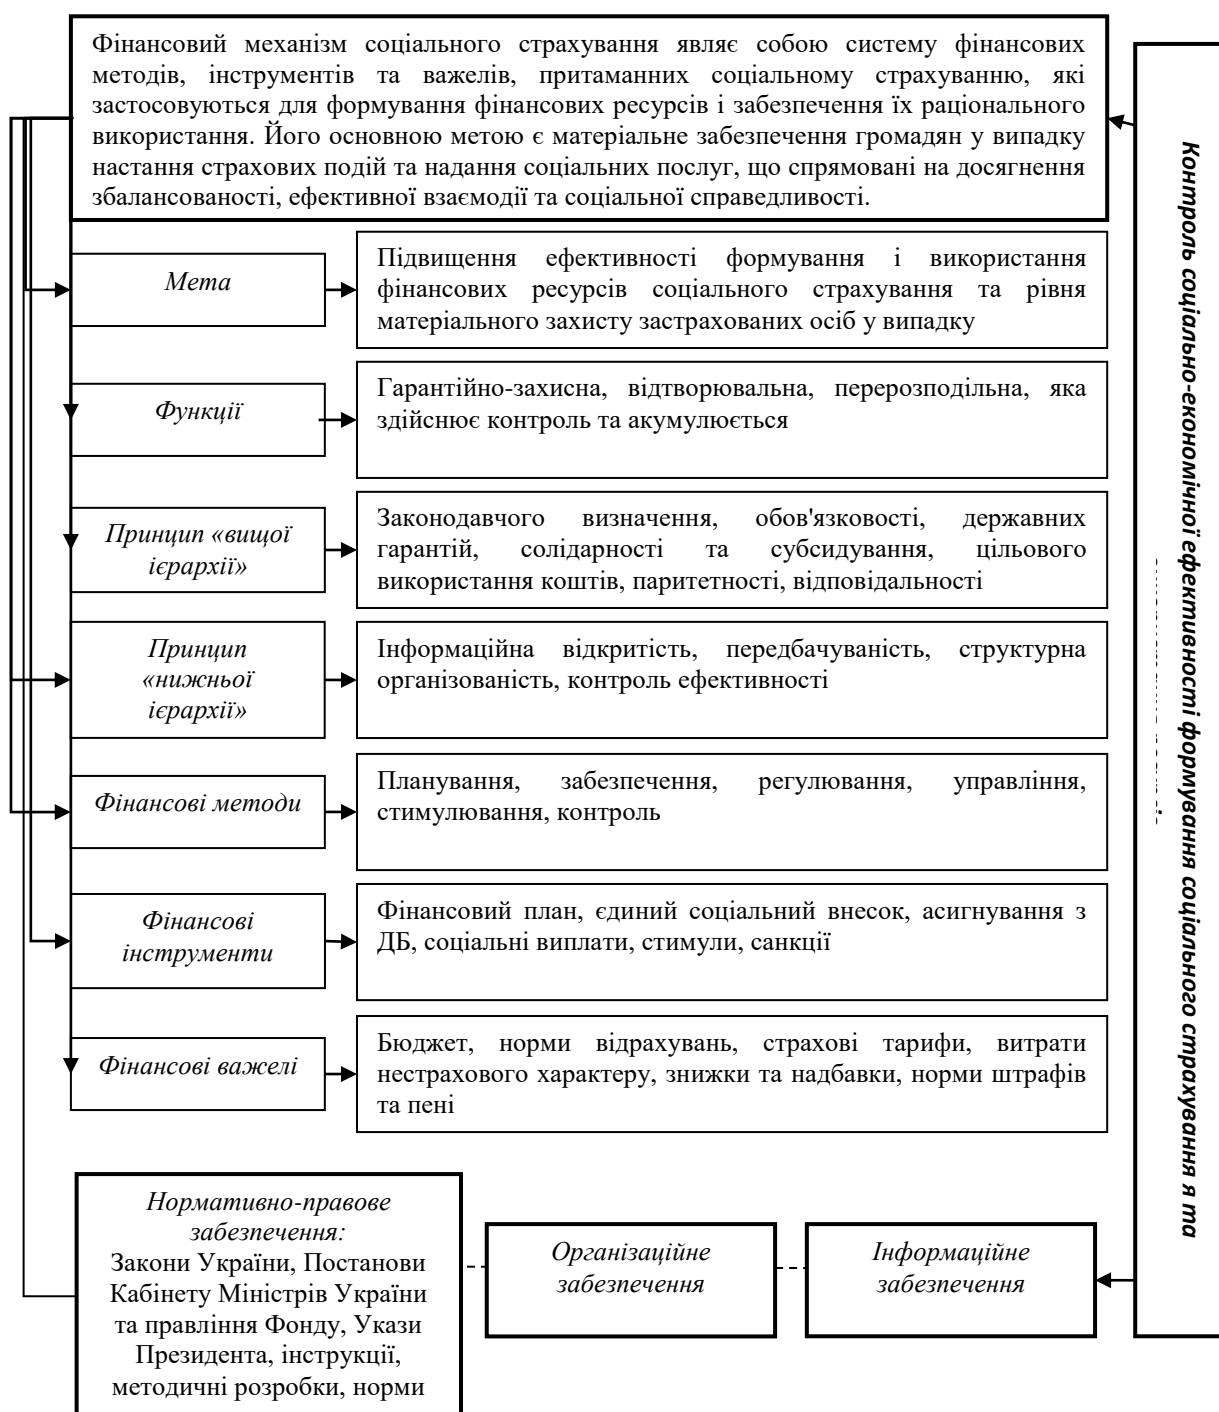 Фінансовий механізм соціального страхування являє собою систему фінансових
методів, інструментів та важелів, притаманних соціальному страхуванню, які
застосовуються для формування фінансових ресурсів і забезпечення їх раціонального
використання. Його основною метою є матеріальне забезпечення громадян у випадку
настання страхових подій та надання соціальних послуг, що спрямовані на досягнення
збалансованості, ефективної взаємодії та соціальної справедливості.
Мета
Підвищення ефективності формування і використання
фінансових ресурсів соціального страхування та рівня
матеріального захисту застрахованих осіб у випадку
Функції
Гарантійно-захисна, відтворювальна, перерозподільна, яка
здійснює контроль та акумулюється
Принцип «вищої
ієрархії»
Законодавчого визначення, обов'язковості, державних
гарантій, солідарності та субсидування, цільового
використання коштів, паритетності, відповідальності
Принцип
«нижньої
ієрархії»
Інформаційна відкритість, передбачуваність, структурна
організованість, контроль ефективності
Фінансові методи
Планування, забезпечення, регулювання, управління,
стимулювання, контроль
Фінансові
інструменти
Фінансовий план, єдиний соціальний внесок, асигнування з
ДБ, соціальні виплати, стимули, санкції
Фінансові важелі
Бюджет, норми відрахувань, страхові тарифи, витрати
нестрахового характеру, знижки та надбавки, норми штрафів
та пені
Нормативно-правове
забезпечення:
Закони України, Постанови
Кабінету Міністрів України
та правління Фонду, Укази
Президента, інструкції,
методичні розробки, норми
Організаційне
забезпечення
Інформаційне
забезпечення
Контроль соціально-економічної ефективності формування соціального страхування я та